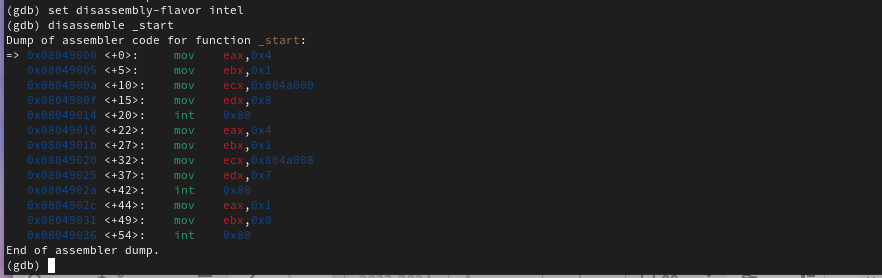 (gdb) set disassembly-flavor intel
(gdb) disassemble _start
Dump of assembler code for function _start:
=> 0x08049000 <+0>:	mov    eax,0x4
   0x08049005 <+5>:	mov    ebx,0x1
   0x0804900a <+10>:	mov    ecx,0x804a000
   0x0804900f <+15>:	mov    edx,0x8
   0x08049014 <+20>:	int    0x80
   0x08049016 <+22>:	mov    eax,0x4
   0x0804901b <+27>:	mov    ebx,0x1
   0x08049020 <+32>:	mov    ecx,0x804a008
   0x08049025 <+37>:	mov    edx,0x7
   0x0804902a <+42>:	int    0x80
   0x0804902c <+44>:	mov    eax,0x1
   0x08049031 <+49>:	mov    ebx,0x0
   0x08049036 <+54>:	int    0x80
End of assembler dump.
(gdb)